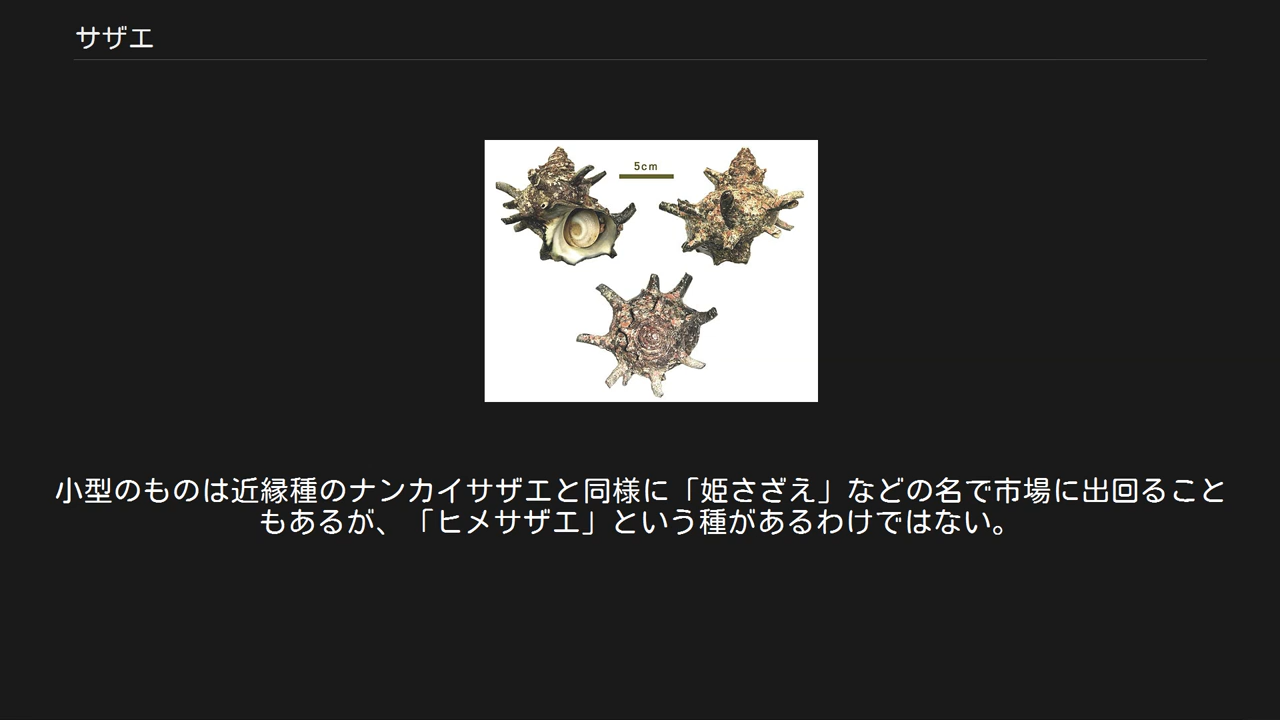 サザエ
5cm
小型のものは近縁種のナンカイサザエと同様に「姫さざえ」などの名で市場に出回ること
もあるが、「ヒメサザエ」という種があるわけではない。